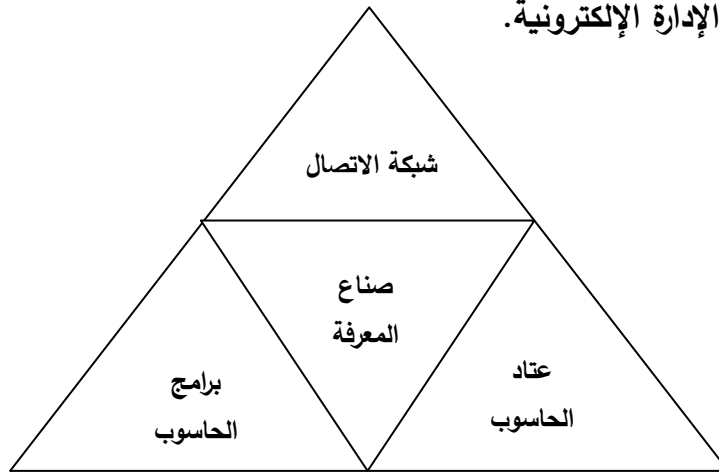 الإدارة الإلكترونية.
شبكة الاتصال
صناع
المعرفة
عتاد
الحاسوب
برامج
الحاسوب